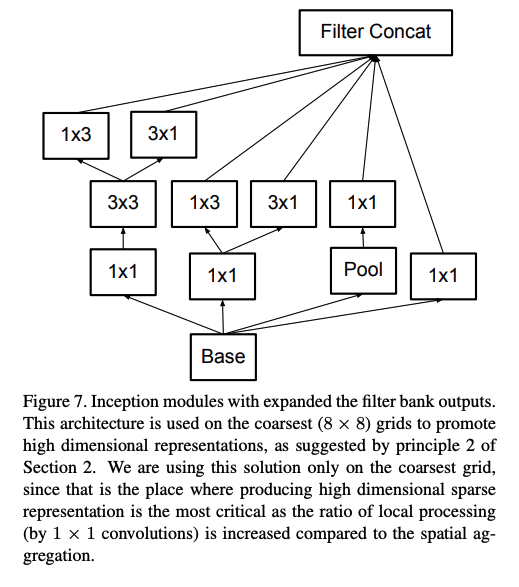 Filter Concat
1x3
3x1
3x3
1x3
3x1
1x1
1x1
1x1
Pool
1x1
Base
Figure 7. Inception modules with expanded the filter bank outputs.
This architecture is used on the coarsest (8 × 8) grids to promote
high dimensional representations, as suggested by principle 2 of
Section 2. We are using this solution only on the coarsest grid,
since that is the place where producing high dimensional sparse
representation is the most critical as the ratio of local processing
(by 1 × 1 convolutions) is increased compared to the spatial ag-
gregation.